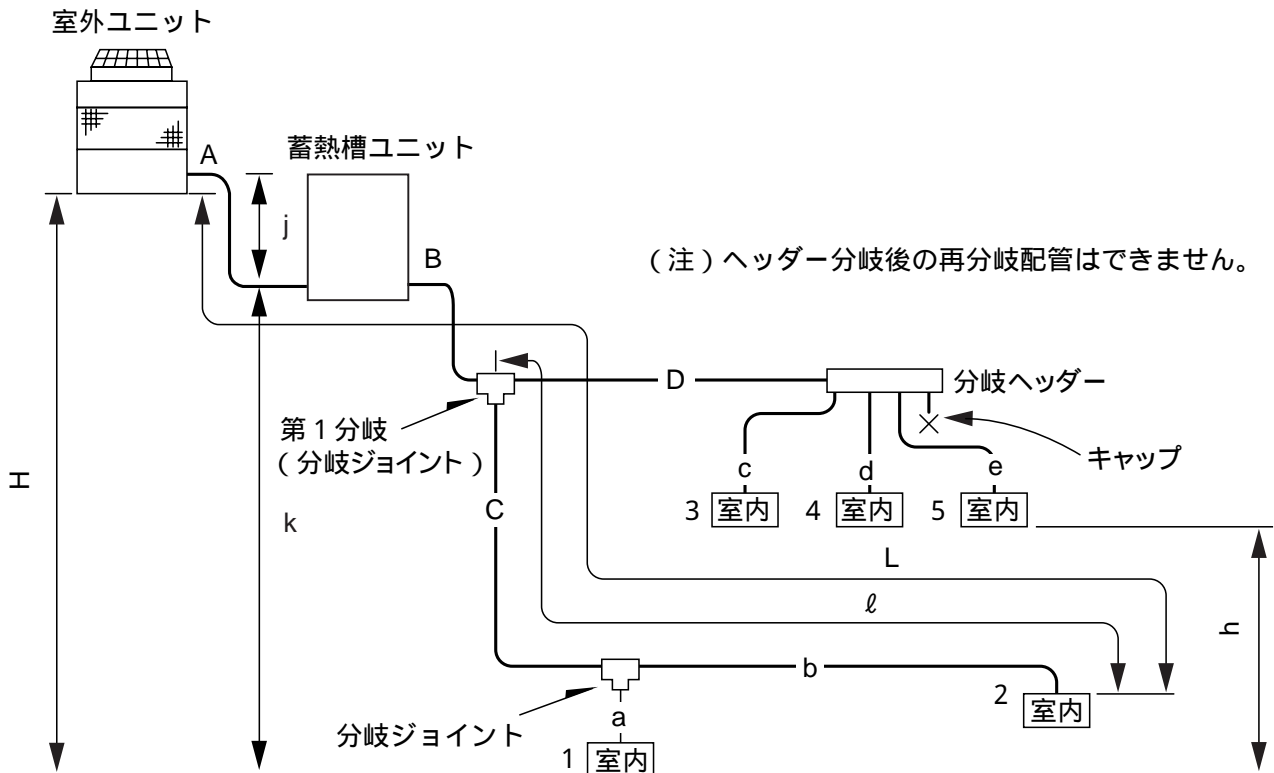 室外ユニット
A
蓄熱槽ユニット
j
B
(注)ヘッダー分岐後の再分岐配管はできません。
D
分岐ヘッダー
第1分岐
(分岐ジョイント)
キャップ
c
d
e
H
k
C
3 室内
4 室内
5 室内
L
ℓ
h
b
2 室内
a
分岐ジョイント
1 室内